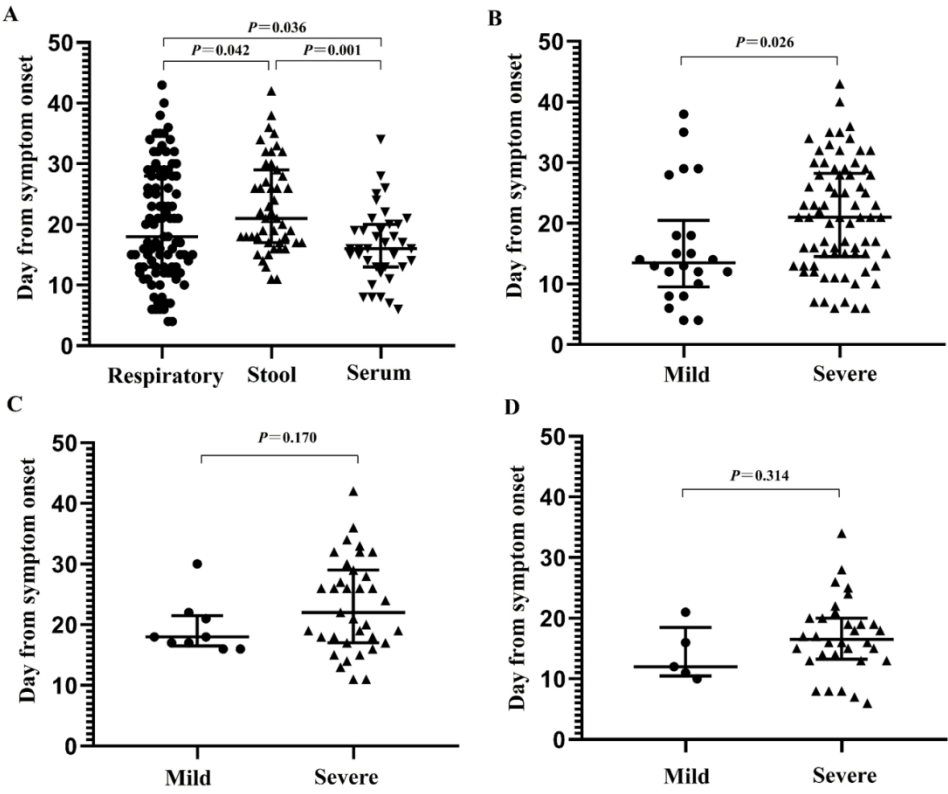 A
P=0.036
P=0.042
P=0.001
Day from symptom onset
50
40
30
20
10
0
Respiratory
Stool
Serum
B
P=0.026
Day from symptom onset
50
40
30
20
10
0
Mild
Severe
C
P=0.170
Day from symptom onset
50
40
30
20
10
0
Mild
Severe
D
P=0.314
Day from symptom onset
50
40
30
20
10
0
Mild
Severe